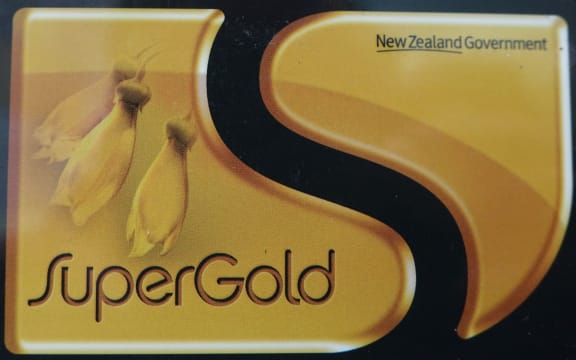 New Zealand Government
SuperGold